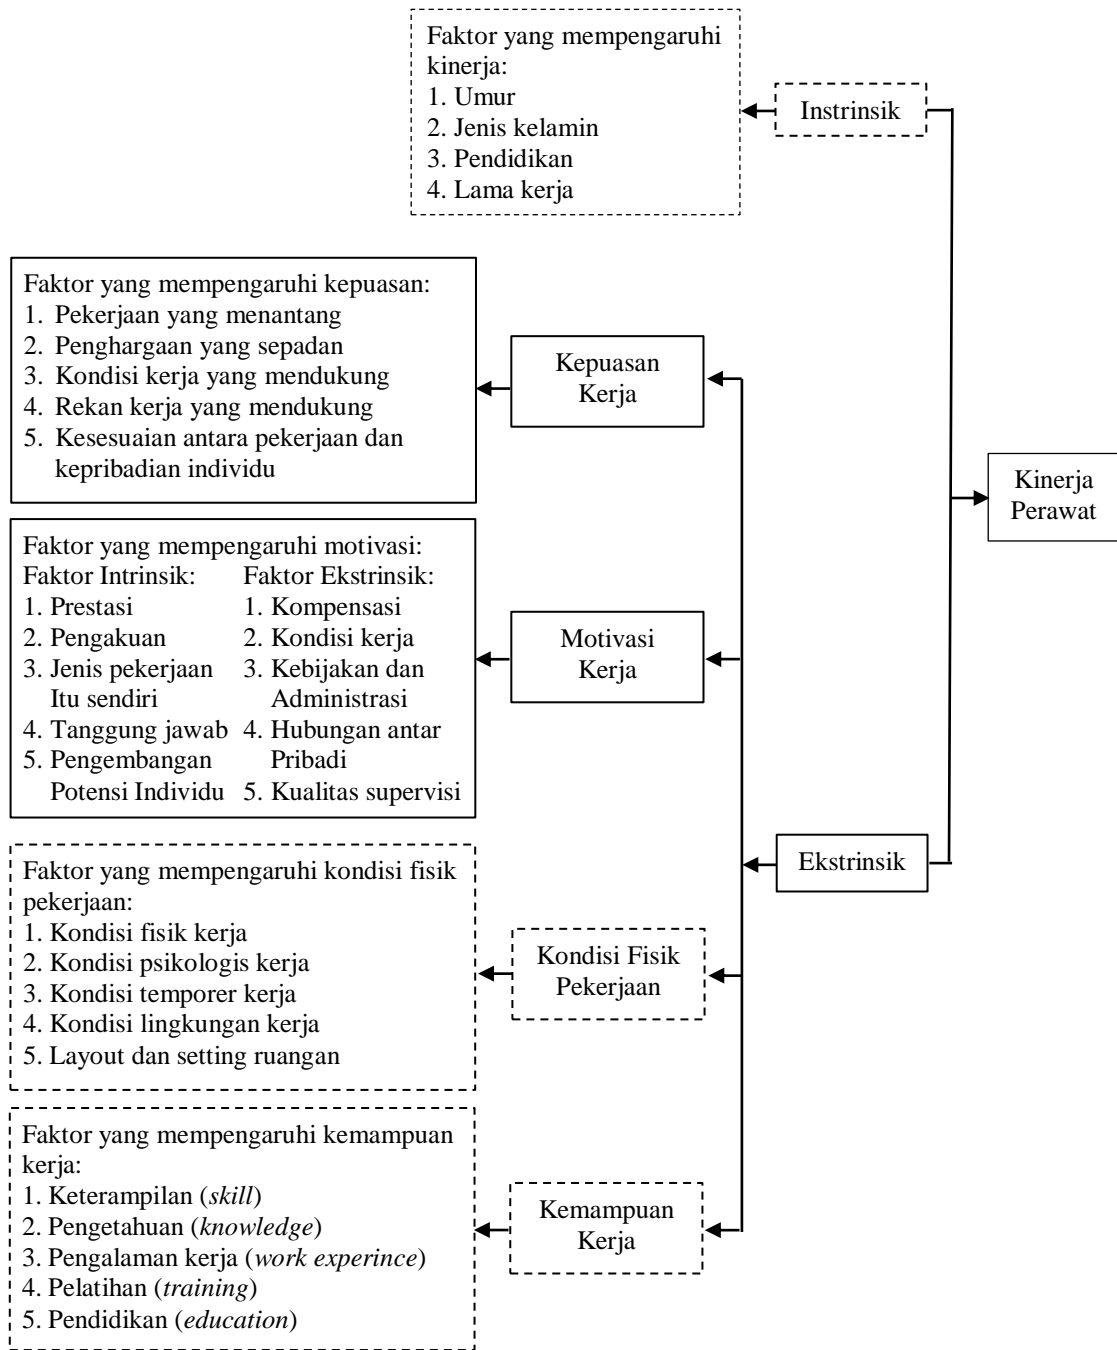 Faktor yang mempengaruhi
kinerja:
1. Umur
2. Jenis kelamin
3. Pendidikan
4. Lama kerja
Instrinsik
Faktor yang mempengaruhi kepuasan:
1. Pekerjaan yang menantang
2. Penghargaan yang sepadan
3. Kondisi kerja yang mendukung
4. Rekan kerja yang mendukung
5. Kesesuaian antara pekerjaan dan
kepribadian individu
Kepuasan
Kerja
Kinerja
Perawat
Faktor yang mempengaruhi motivasi:
Faktor Intrinsik:
1. Prestasi
2. Pengakuan
3. Jenis pekerjaan
Itu sendiri
4. Tanggung jawab
5. Pengembangan
Potensi Individu
Faktor Ekstrinsik:
1. Kompensasi
2. Kondisi kerja
3. Kebijakan dan
Administrasi
4. Hubungan antar
Pribadi
5. Kualitas supervisi
Motivasi
Kerja
Ekstrinsik
Faktor yang mempengaruhi kondisi fisik
pekerjaan:
1. Kondisi fisik kerja
2. Kondisi psikologis kerja
3. Kondisi temporer kerja
4. Kondisi lingkungan kerja
5. Layout dan setting ruangan
Kondisi Fisik
Pekerjaan
Faktor yang mempengaruhi kemampuan
kerja:
1. Keterampilan (skill)
2. Pengetahuan (knowledge)
3. Pengalaman kerja (work experince)
4. Pelatihan (training)
5. Pendidikan (education)
Kemampuan
Kerja